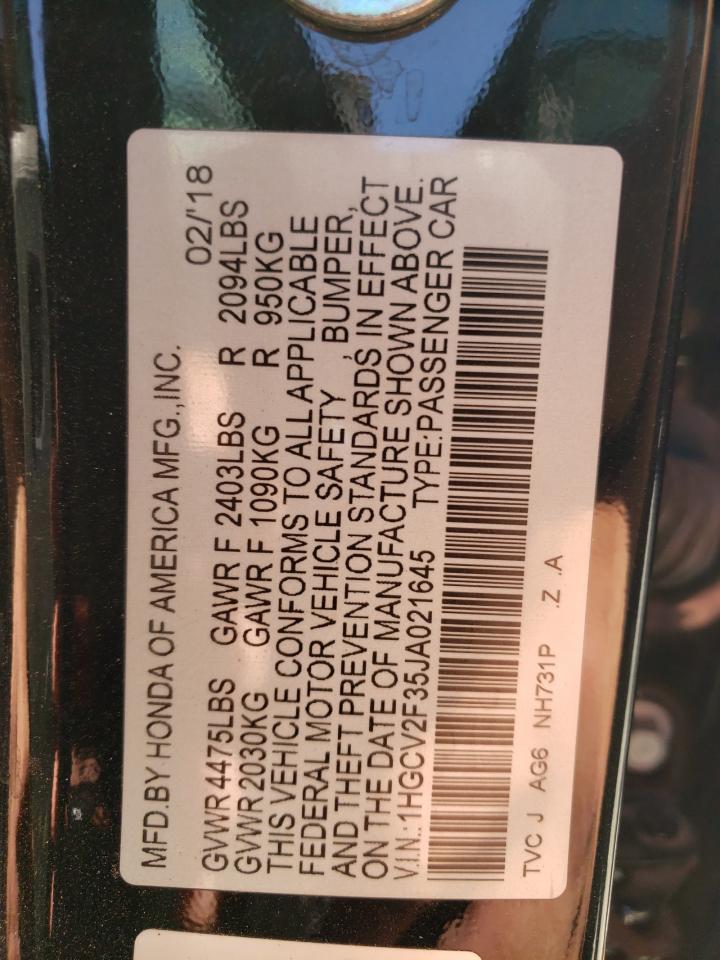 MFD.BY HONDA OF AMERICA MFG.,INC. 02/'18
GVWR 4475LBS GAWR F 2403LBS R 2094LBS
GVWR 2030KG GAWR F 1090KG R 950KG
THIS VEHICLE CONFORMS TO ALL APPLICABLE
FEDERAL MOTOR VEHICLE SAFETY, BUMPER,
AND THEFT PREVENTION STANDARDS IN EFFECT
ON THE DATE OF MANUFACTURE SHOWN ABOVE.
V.I.N.:1HGCV2F35JA021645 TYPE:PASSENGER CAR
TVC J AG6 NH731P .Z .A